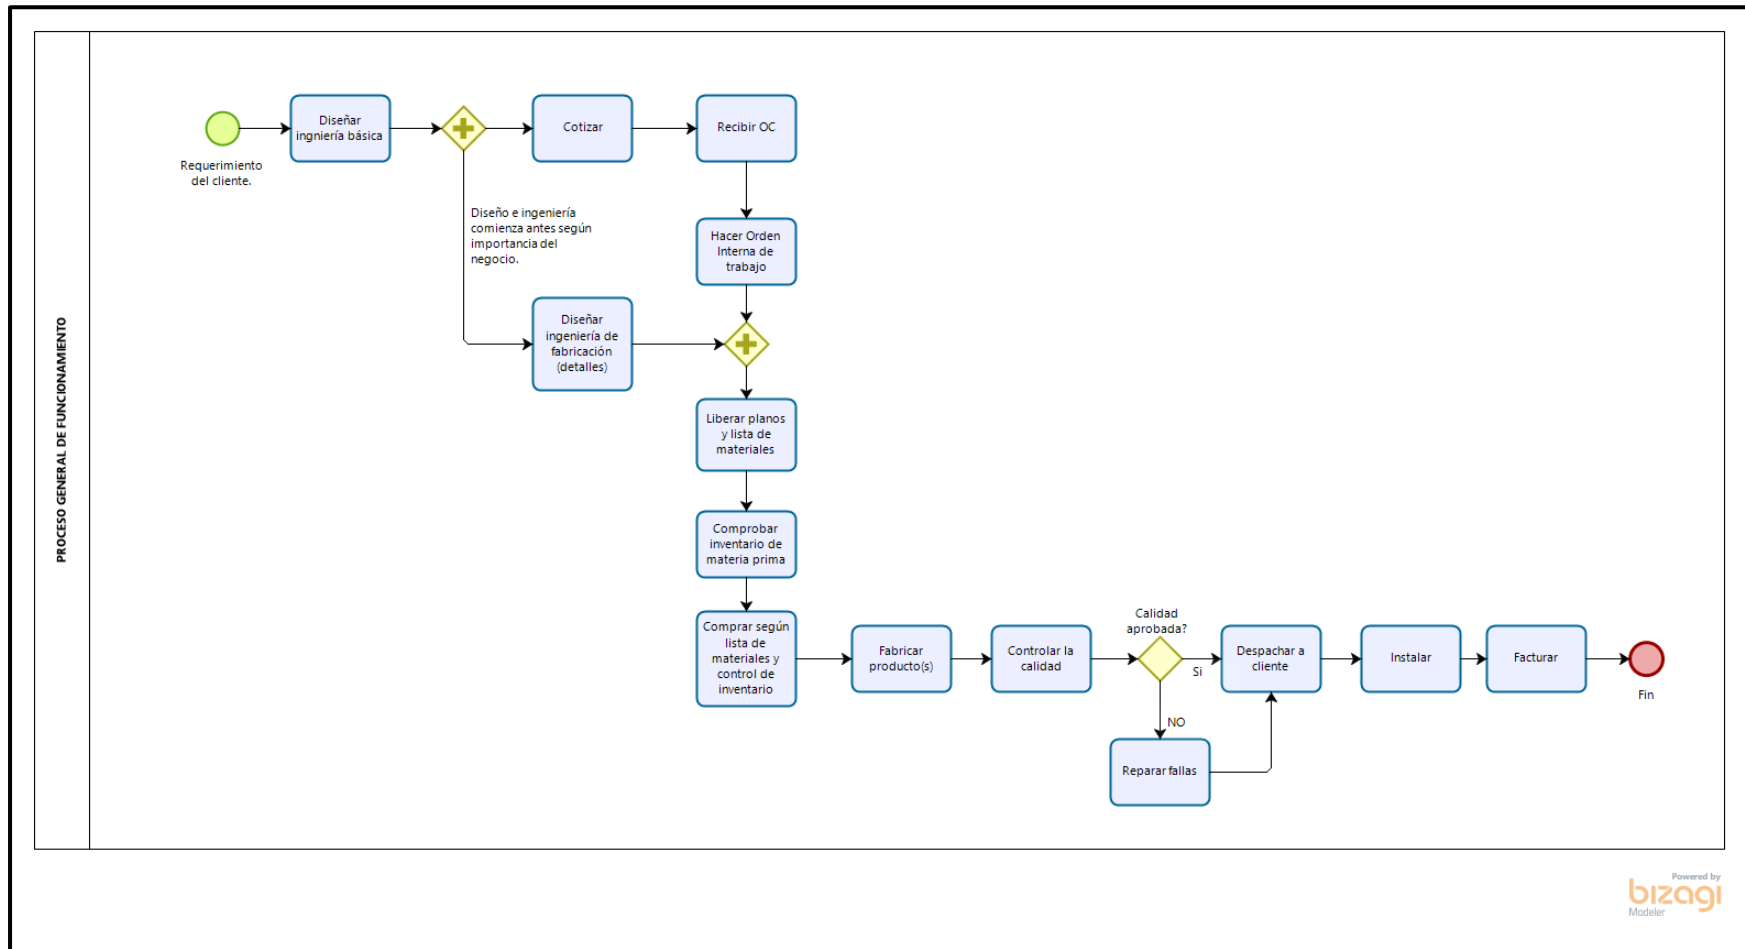 PROCESO GENERAL DE FUNCIONAMIENTO
Requerimiento
del cliente.
Diseñar
ingniería básica
Cotizar
Recibir OC
Diseño e ingeniería
comienza antes según
importancia del
negocio.
Hacer Orden
Interna de
trabajo
Diseñar
ingeniería de
fabricación
(detalles)
Liberar planos
y lista de
materiales
Comprobar
inventario de
materia prima
Comprar según
lista de
materiales y
control de
inventario
Fabricar
producto(s)
Controlar la
calidad
Calidad
aprobada?
Si
NO
Reparar fallas
Despachar a
cliente
Instalar
Facturar
Fin
Powered by
bizagi
Modeler